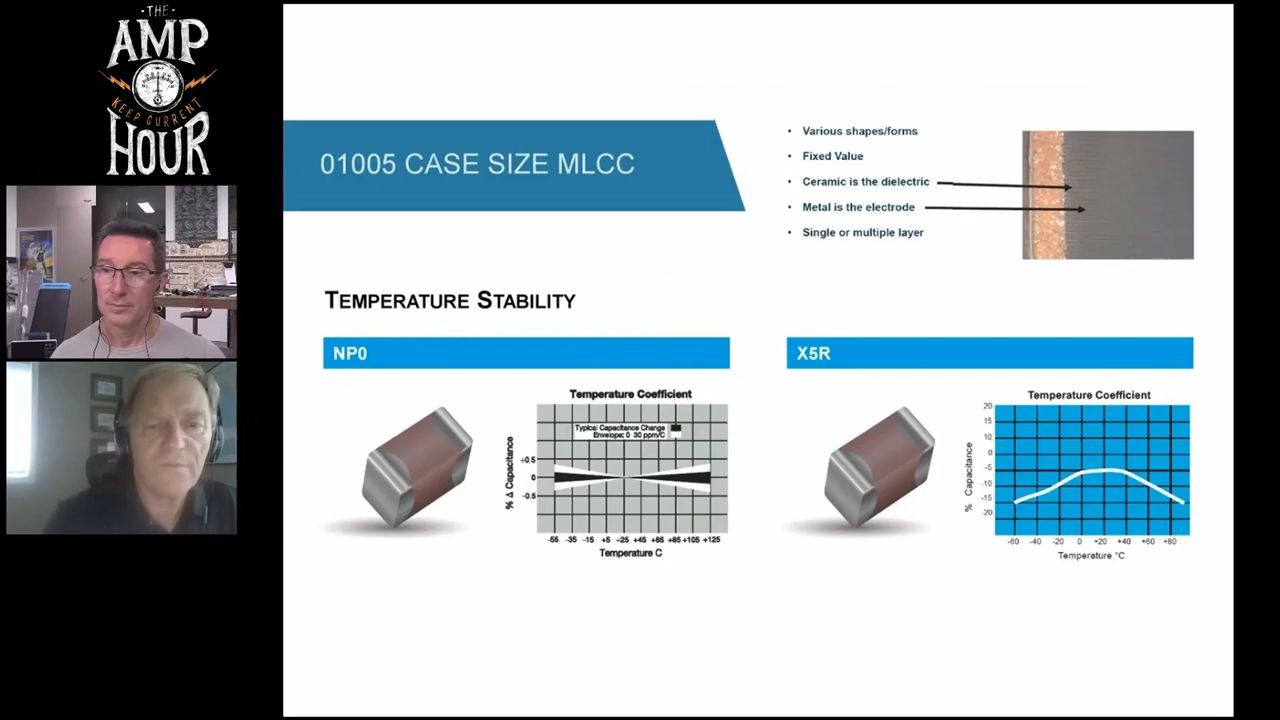 THE
AMP
KEEP CURRENT
HOUR
01005 CASE SIZE MLCC
• Various shapes/forms
• Fixed Value
• Ceramic is the dielectric
• Metal is the electrode
• Single or multiple layer
TEMPERATURE STABILITY
NP0
X5R
Temperature Coefficient
Typical Capacitance Change
Envelope: 0 30 ppm/C
% Δ Capacitance
+0.5
0
-0.5
-55 -35 -15 +5 -25 +45 +65 +85 +105 +125
Temperature C
Temperature Coefficient
% Capacitance
20
15
10
0
-5
-10
-15
-20
-60 -40 -20 0 +20 +40 +60 +80
Temperature °C